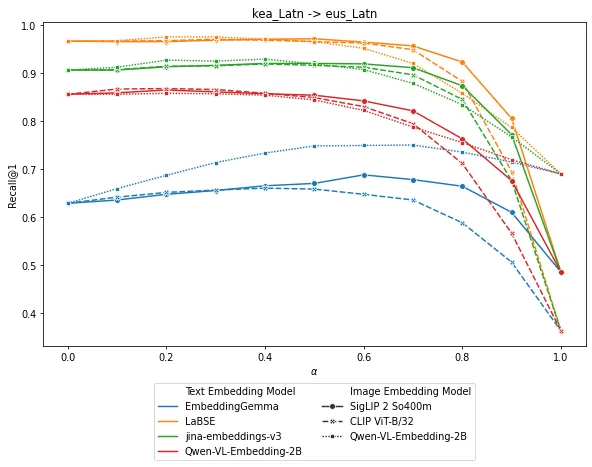 kea_Latn -> eus_Latn
1.0
0.9
0.8
0.7
0.6
0.5
0.4
Recall@1
0.0 0.2 0.4 0.6 0.8 1.0
α
Text Embedding Model Image Embedding Model
EmbeddingGemma SigLIP 2 So400m
LaBSE CLIP ViT-B/32
jina-embeddings-v3 Qwen-VL-Embedding-2B
Qwen-VL-Embedding-2B